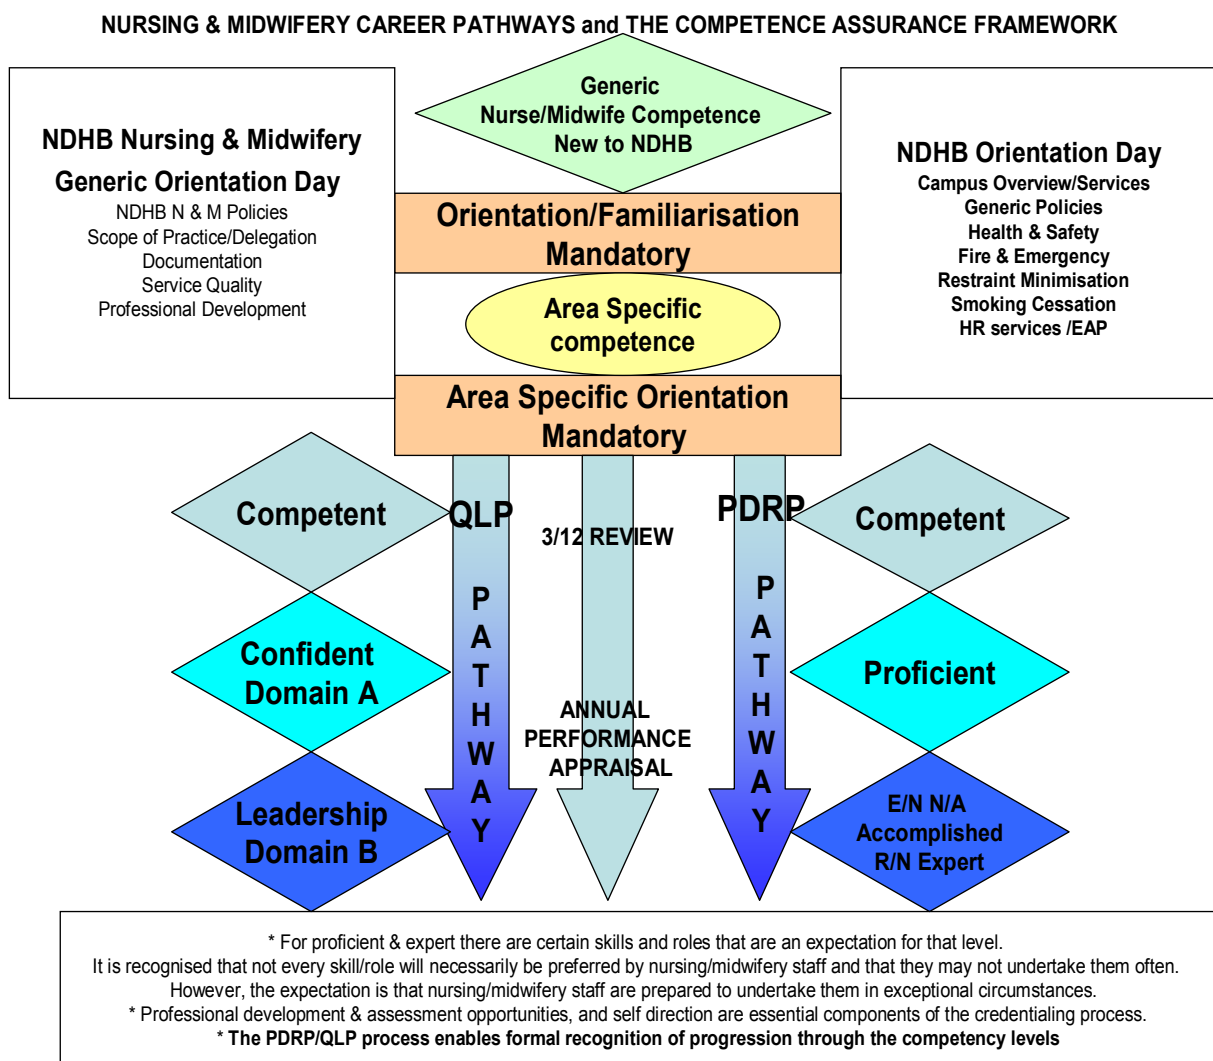 NURSING & MIDWIFERY CAREER PATHWAYS and THE COMPETENCE ASSURANCE FRAMEWORK
Generic
Nurse/Midwife Competence
New to NDHB
NDHB Nursing & Midwifery
Generic Orientation Day
NDHB N & M Policies
Scope of Practice/Delegation
Documentation
Service Quality
Professional Development
NDHB Orientation Day
Campus Overview/Services
Generic Policies
Health & Safety
Fire & Emergency
Restraint Minimisation
Smoking Cessation
HR services /EAP
Orientation/Familiarisation
Mandatory
Area Specific
competence
Area Specific Orientation
Mandatory
Competent
Confident
Domain A
Leadership
Domain B
QLP
P
A
T
H
W
A
Y
3/12 REVIEW
ANNUAL
PERFORMANCE
APPRAISAL
PDRP
P
A
T
H
W
A
Y
Competent
Proficient
E/N N/A
Accomplished
R/N Expert
* For proficient & expert there are certain skills and roles that are an expectation for that level.
It is recognised that not every skill/role will necessarily be preferred by nursing/midwifery staff and that they may not undertake them often.
However, the expectation is that nursing/midwifery staff are prepared to undertake them in exceptional circumstances.
* Professional development & assessment opportunities, and self direction are essential components of the credentialing process.
* The PDRP/QLP process enables formal recognition of progression through the competency levels